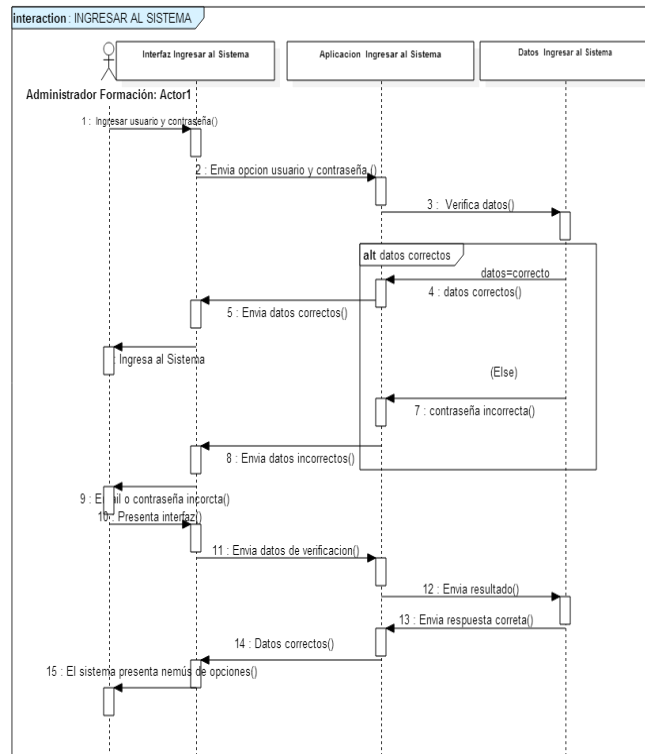 interaction : INGRESAR AL SISTEMA
Interfaz Ingresar al Sistema
Aplicacion Ingresar al Sistema
Datos Ingresar al Sistema
Administrador Formación: Actor1
1 : Ingresar usuario y contraseña()
2 : Envia opcion usuario y contraseña ()
3 : Verifica datos()
alt datos correctos
datos=correcto
4 : datos correctos()
5 : Envia datos correctos()
Ingresa al Sistema
(Else)
7 : contraseña incorrecta()
8 : Envia datos incorrectos()
9 : o contraseña incorcta()
10 : Presenta interfaz()
11 : Envia datos de verificacion()
12 : Envia resultado()
13 : Envia respuesta correta()
14 : Datos correctos()
15 : El sistema presenta nemús de opciones()